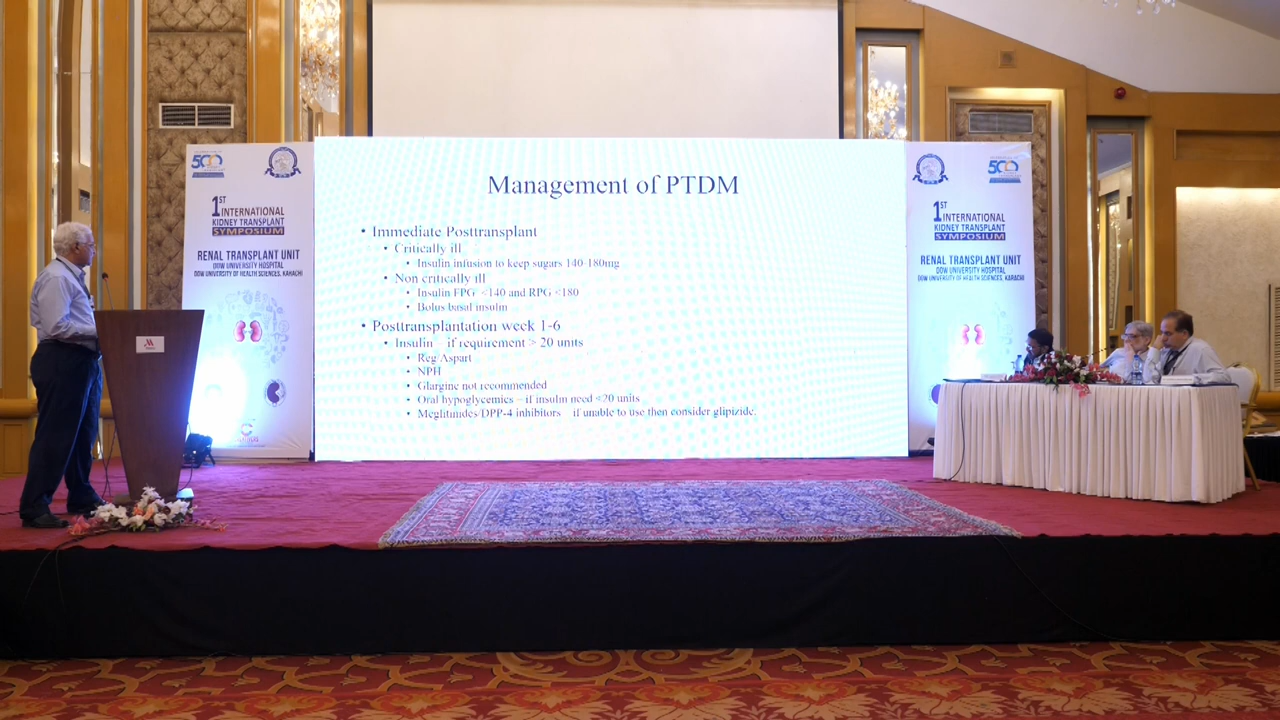 500
1ST INTERNATIONAL
KIDNEY TRANSPLANT
SYMPOSIUM
RENAL TRANSPLANT UNIT
DOW UNIVERSITY HOSPITAL
DOW UNIVERSITY OF HEALTH SCIENCES, KARACHI
Management of PTDM
• Immediate Posttransplant
• Critically ill
• Insulin infusion to keep sugars 140-180mg
• Non critically ill
• Insulin FPG <140 and RPG <180
• Bolus basal insulin
• Posttransplantation week 1-6
• Insulin – if requirement > 20 units
• Reg Aspart
• NPH
• Glargine not recommended
• Oral hypoglycemics – if insulin need <20 units
• Meglitinides/DPP-4 inhibitors – if unable to use then consider glipizide.
500
1ST INTERNATIONAL
KIDNEY TRANSPLANT
SYMPOSIUM
RENAL TRANSPLANT UNIT
DOW UNIVERSITY HOSPITAL
DOW UNIVERSITY OF HEALTH SCIENCES, KARACHI